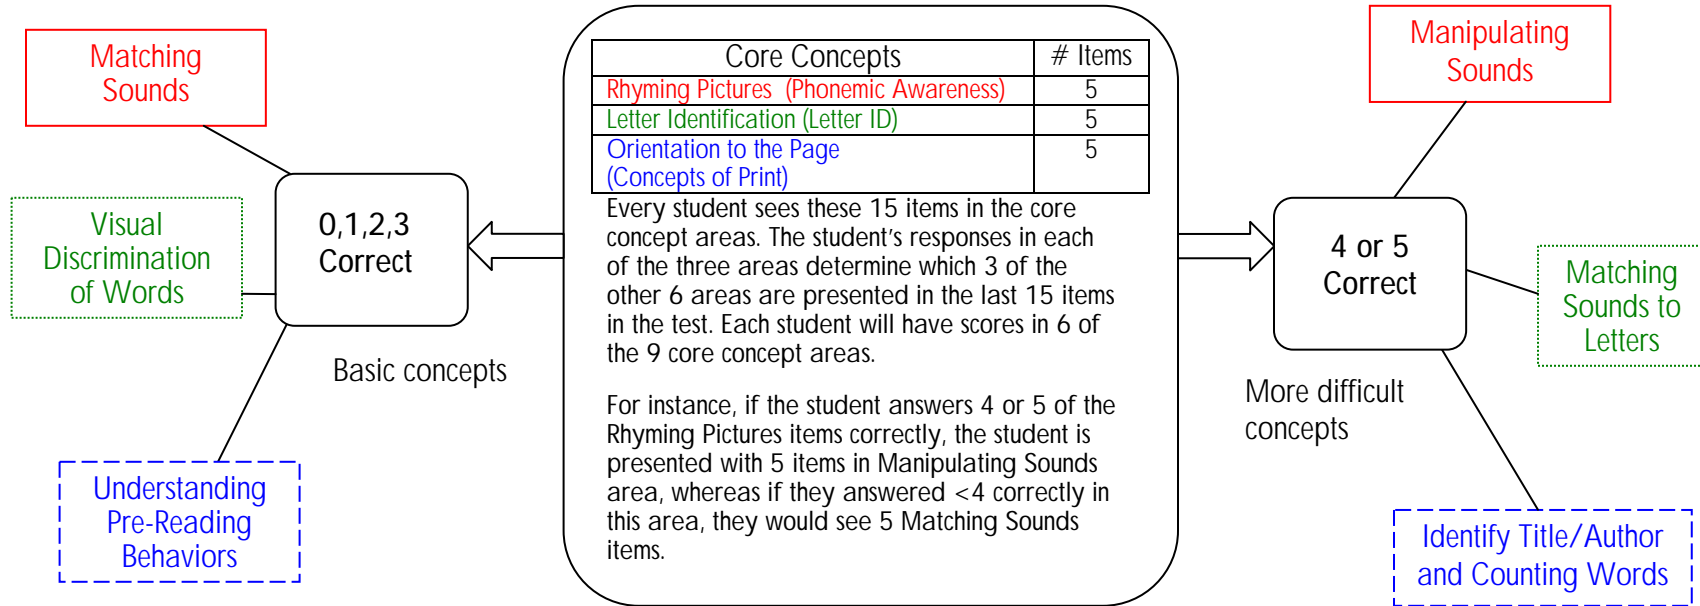 Matching
Sounds
Visual
Discrimination
of Words
Understanding
Pre-Reading
Behaviors
0,1,2,3
Correct
Basic concepts
Core Concepts # Items
Rhyming Pictures (Phonemic Awareness) 5
Letter Identification (Letter ID) 5
Orientation to the Page 5
(Concepts of Print)
Every student sees these 15 items in the core
concept areas. The student's responses in each
of the three areas determine which 3 of the
other 6 areas are presented in the last 15 items
in the test. Each student will have scores in 6 of
the 9 core concept areas.
For instance, if the student answers 4 or 5 of the
Rhyming Pictures items correctly, the student is
presented with 5 items in Manipulating Sounds
area, whereas if they answered <4 correctly in
this area, they would see 5 Matching Sounds
items.
4 or 5
Correct
More difficult
concepts
Manipulating
Sounds
Matching
Sounds to
Letters
Identify Title/Author
and Counting Words